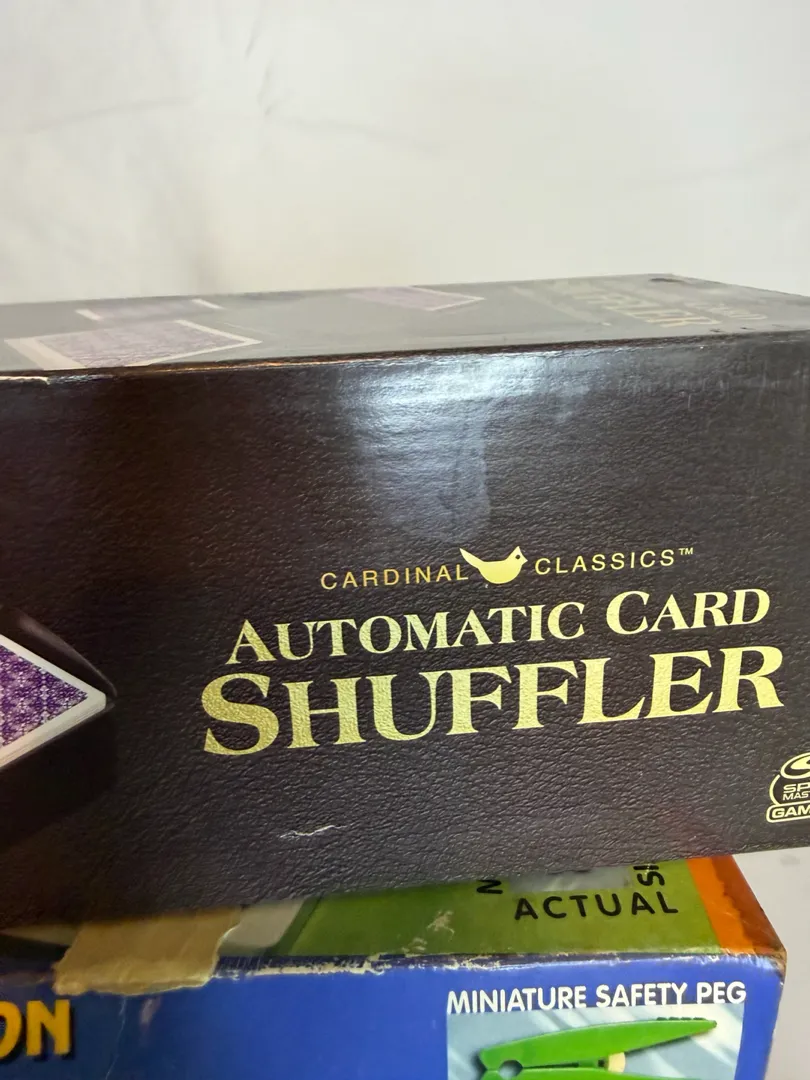 CARDINAL CLASSICS™
AUTOMATIC CARD
SHUFFLER
ACTUAL
MINIATURE SAFETY PEG